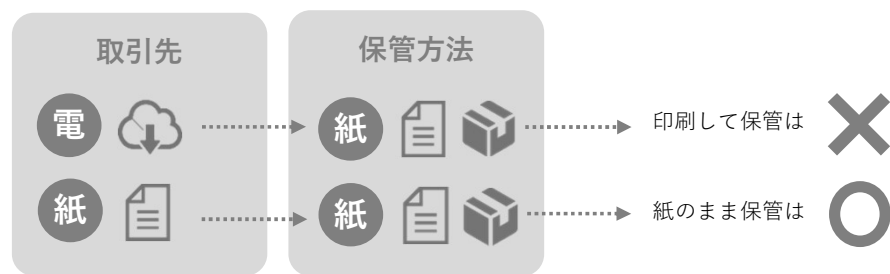 取引先
保管方法
電
紙
印刷して保管は
紙
紙
紙のまま保管は